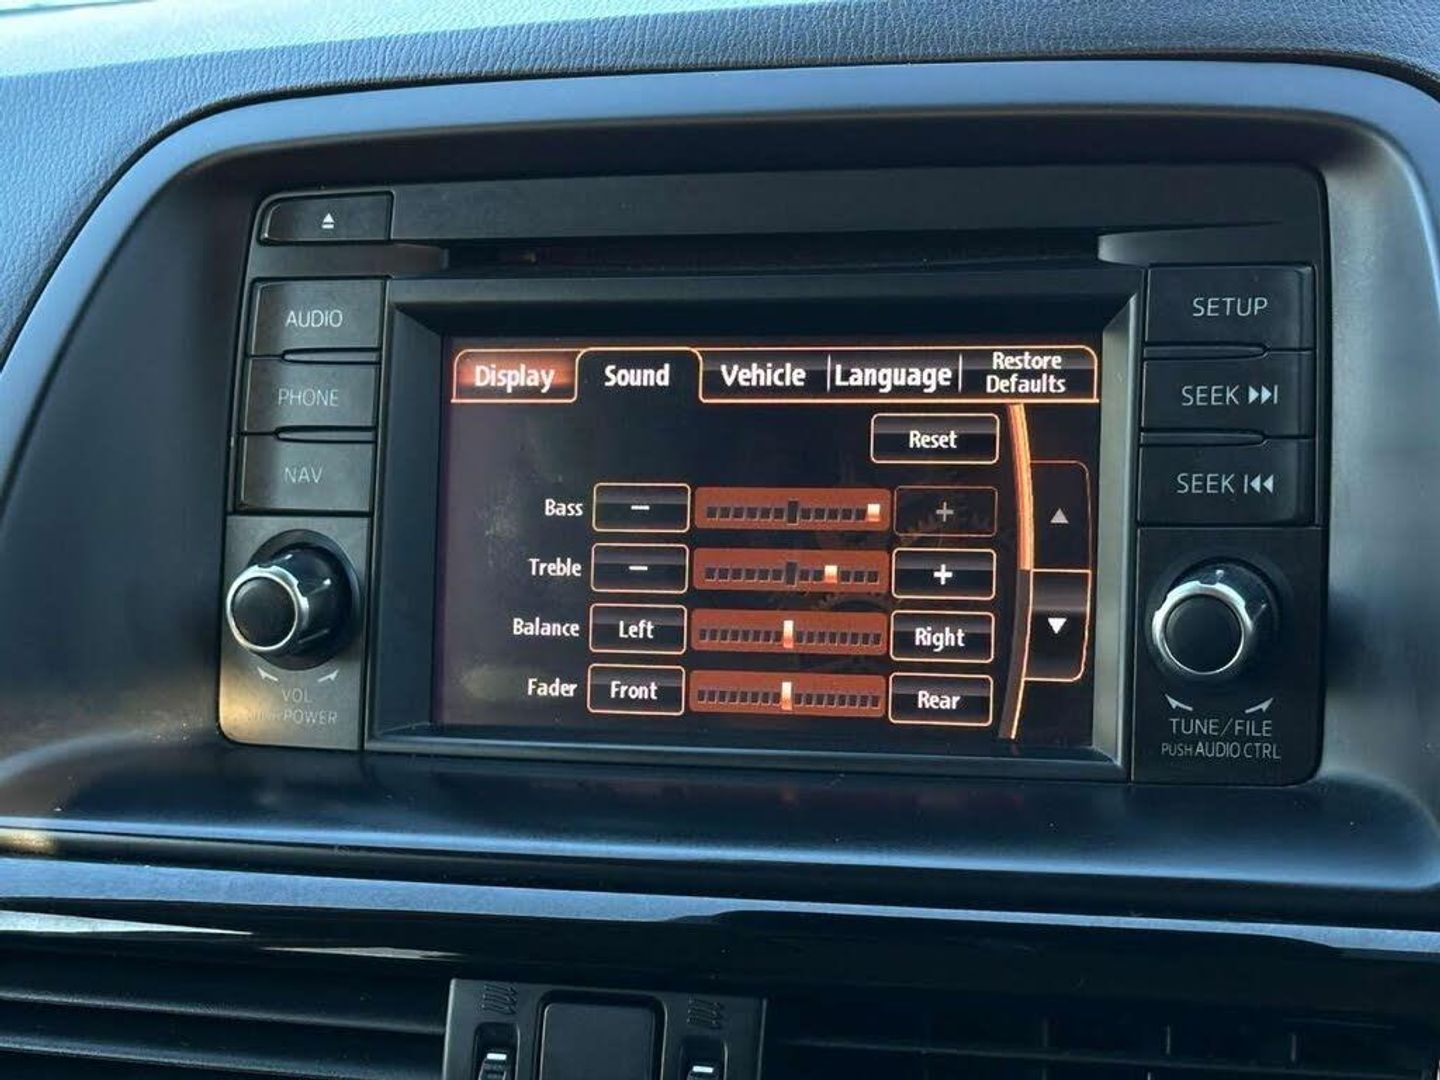 AUDIO
PHONE
NAV
VOL
POWER
Display Sound Vehicle Language Restore Defaults
Reset
Bass − +
Treble − +
Balance Left Right
Fader Front Rear
SETUP
SEEK
SEEK
TUNE/FILE
PUSH AUDIO CTRL